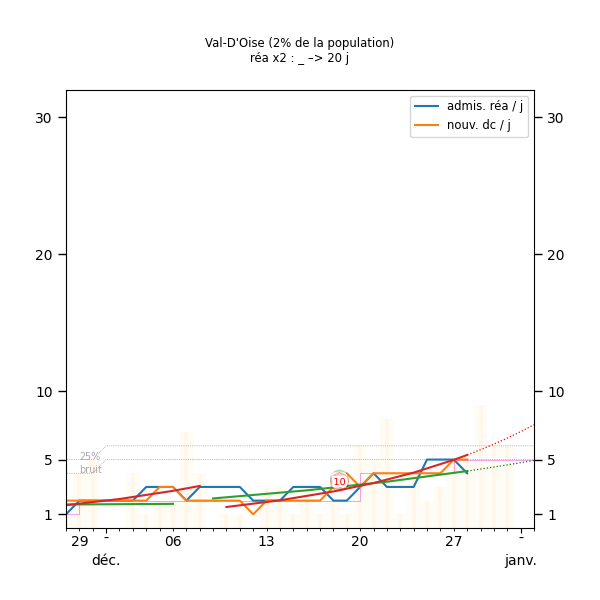 Val-D'Oise (2% de la population)
réa x2 : _ –> 20 j
admis. réa / j
nouv. dc / j
30 30
20 20
10 10
5 5
1 1
25%
bruit
10
29 - 06 13 20 27 -
déc. janv.